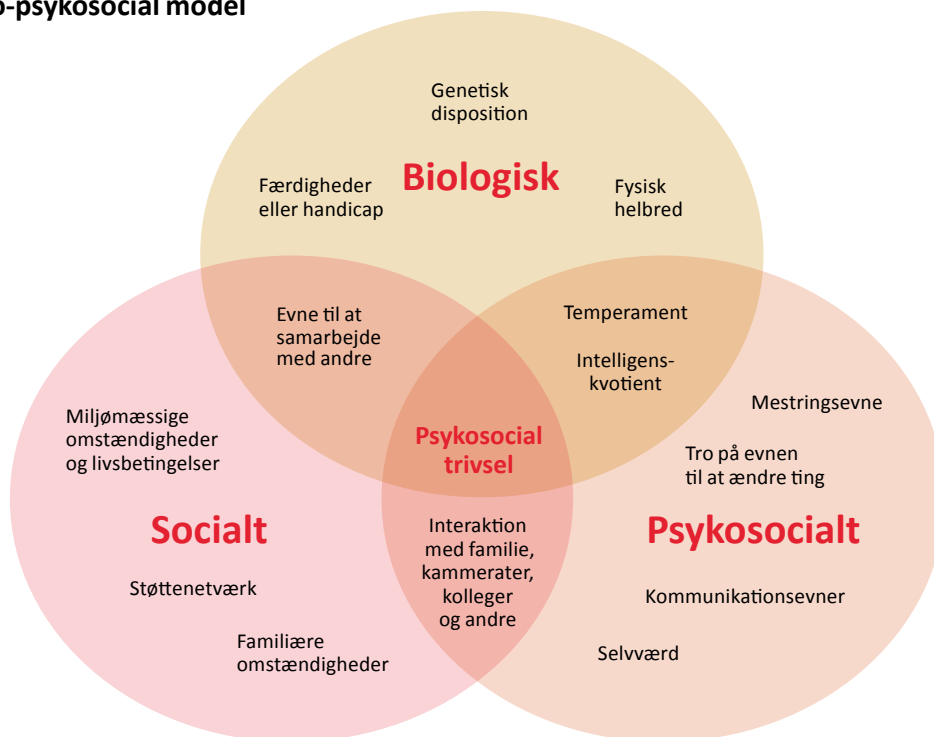 o-psykosocial model
Genetisk
disposition
Biologisk
Færdigheder
eller handicap
Fysisk
helbred
Evne til at
samarbejde
med andre
Temperament
Intelligens-
kvotient
Miljømæssige
omstændigheder
og livsbetingelser
Psykosocial
trivsel
Mestringsevne
Tro på evnen
til at ændre ting
Socialt
Interaktion
med familie,
kammerater,
kolleger
og andre
Psykosocialt
Støttenetværk
Familiære
omstændigheder
Kommunikationsevner
Selvværd